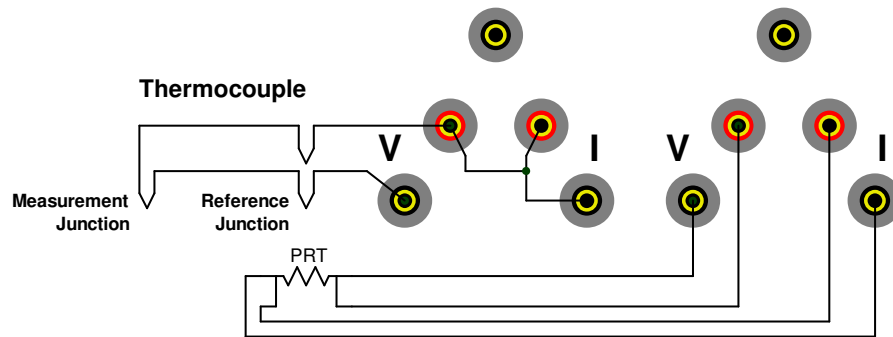 Thermocouple
V
I
V
I
Measurement
Junction
Reference
Junction
PRT